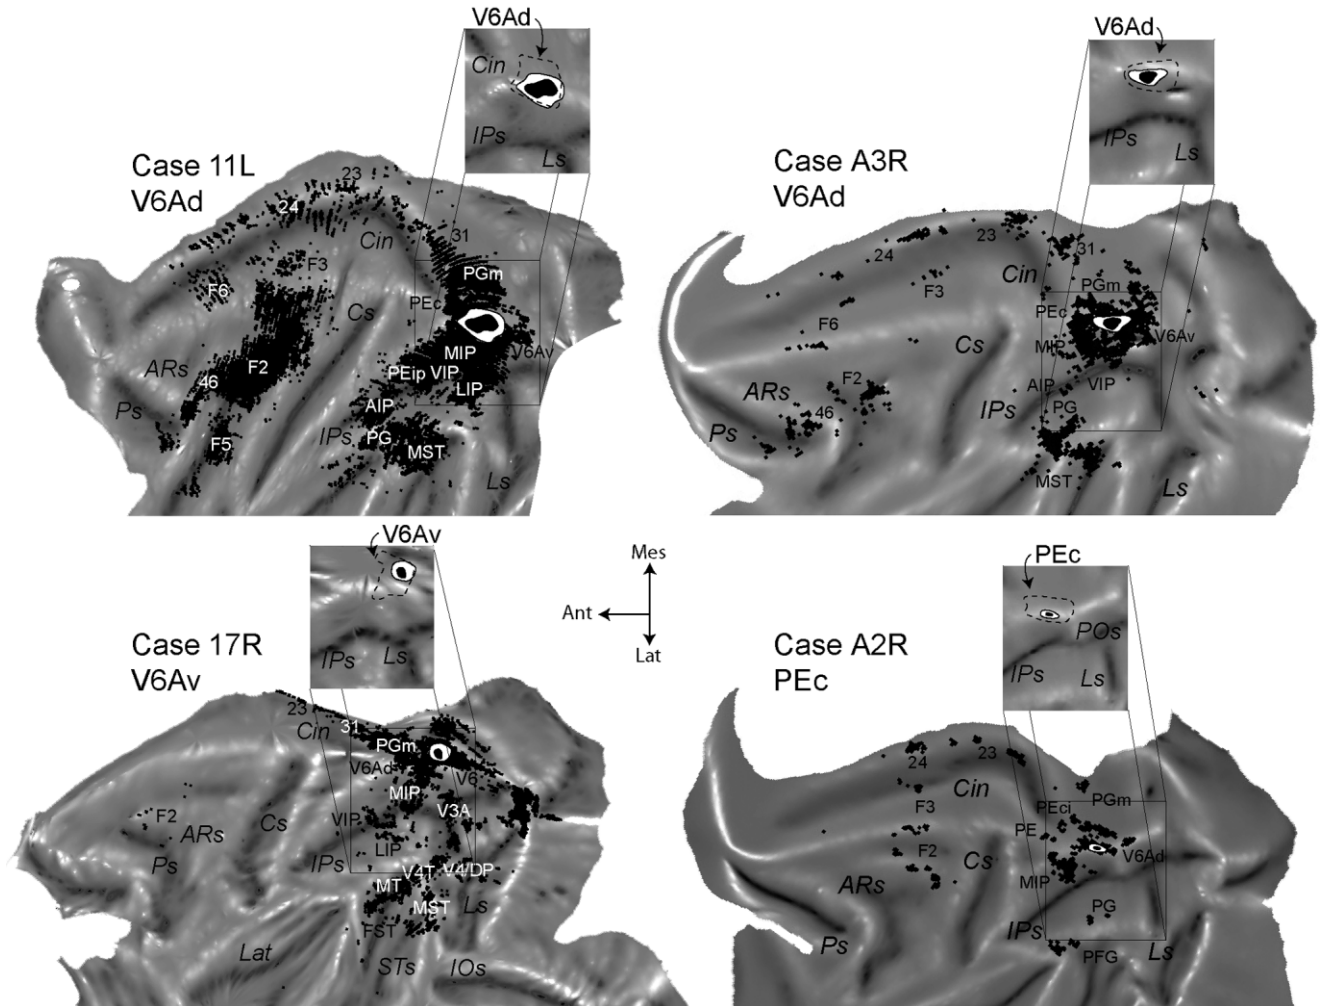 V6Ad
Cin
IPs
Ls
Case 11L
V6Ad
23
24
31
Cin
F3
PGm
F6
PEc
Cs
V6Av
MIP
ARs
PEip VIP
F2
46
LIP
AIP
Ps
IPs
PG
F5
MST
Ls
V6Ad
IPs
Ls
Case A3R
V6Ad
23
24
31
Cin
F3
PGm
PEc
F6
V6Av
Cs
MIP
F2
AIP
VIP
ARs
46
IPs
PG
Ps
MST
Ls
V6Av
IPs
Ls
Case 17R
V6Av
23
31
Cin
PGm
V6Ad
V6
MIP
V3A
F2
VIP
ARs
Cs
LIP
Ps
IPs
V4T
V4/DP
MT
MST
Ls
FST
Lat
STs
IOs
Mes
Ant
Lat
PEc
POs
IPs
Ls
Case A2R
PEc
24
23
Cin
F3
PEci
PGm
PE
F2
V6Ad
Cs
MIP
ARs
PG
IPs
Ps
PFG
Ls